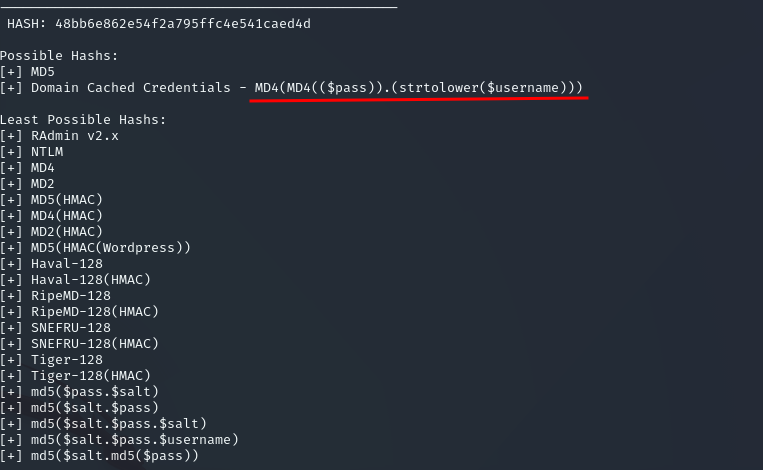 HASH: 48bb6e862e54f2a795ffc4e541caed4d
Possible Hashs:
[+] MD5
[+] Domain Cached Credentials - MD4(MD4(($pass)).(strtolower($username)))
Least Possible Hashs:
[+] RAdmin v2.x
[+] NTLM
[+] MD4
[+] MD2
[+] MD5(HMAC)
[+] MD4(HMAC)
[+] MD2(HMAC)
[+] MD5(HMAC(Wordpress))
[+] Haval-128
[+] Haval-128(HMAC)
[+] RipeMD-128
[+] RipeMD-128(HMAC)
[+] SNEFRU-128
[+] SNEFRU-128(HMAC)
[+] Tiger-128
[+] Tiger-128(HMAC)
[+] md5($pass.$salt)
[+] md5($salt.$pass)
[+] md5($salt.$pass.$salt)
[+] md5($salt.$pass.$username)
[+] md5($salt.md5($pass))